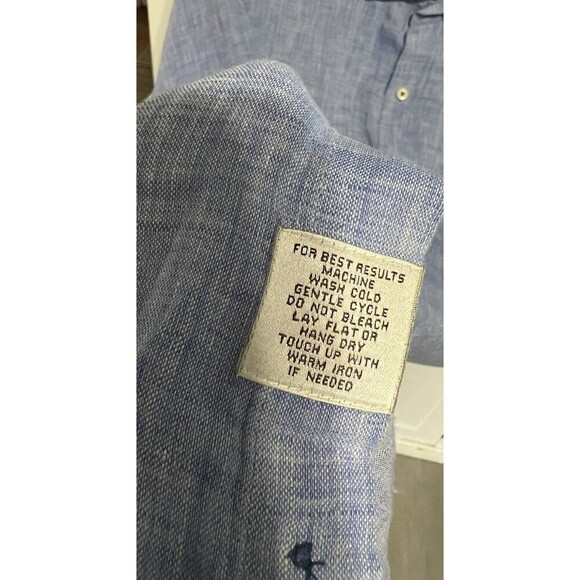 FOR BEST RESULTS
MACHINE
WASH COLD
GENTLE CYCLE
DO NOT BLEACH
LAY FLAT OR
HANG DRY
TOUCH UP WITH
WARM IRON
IF NEEDED